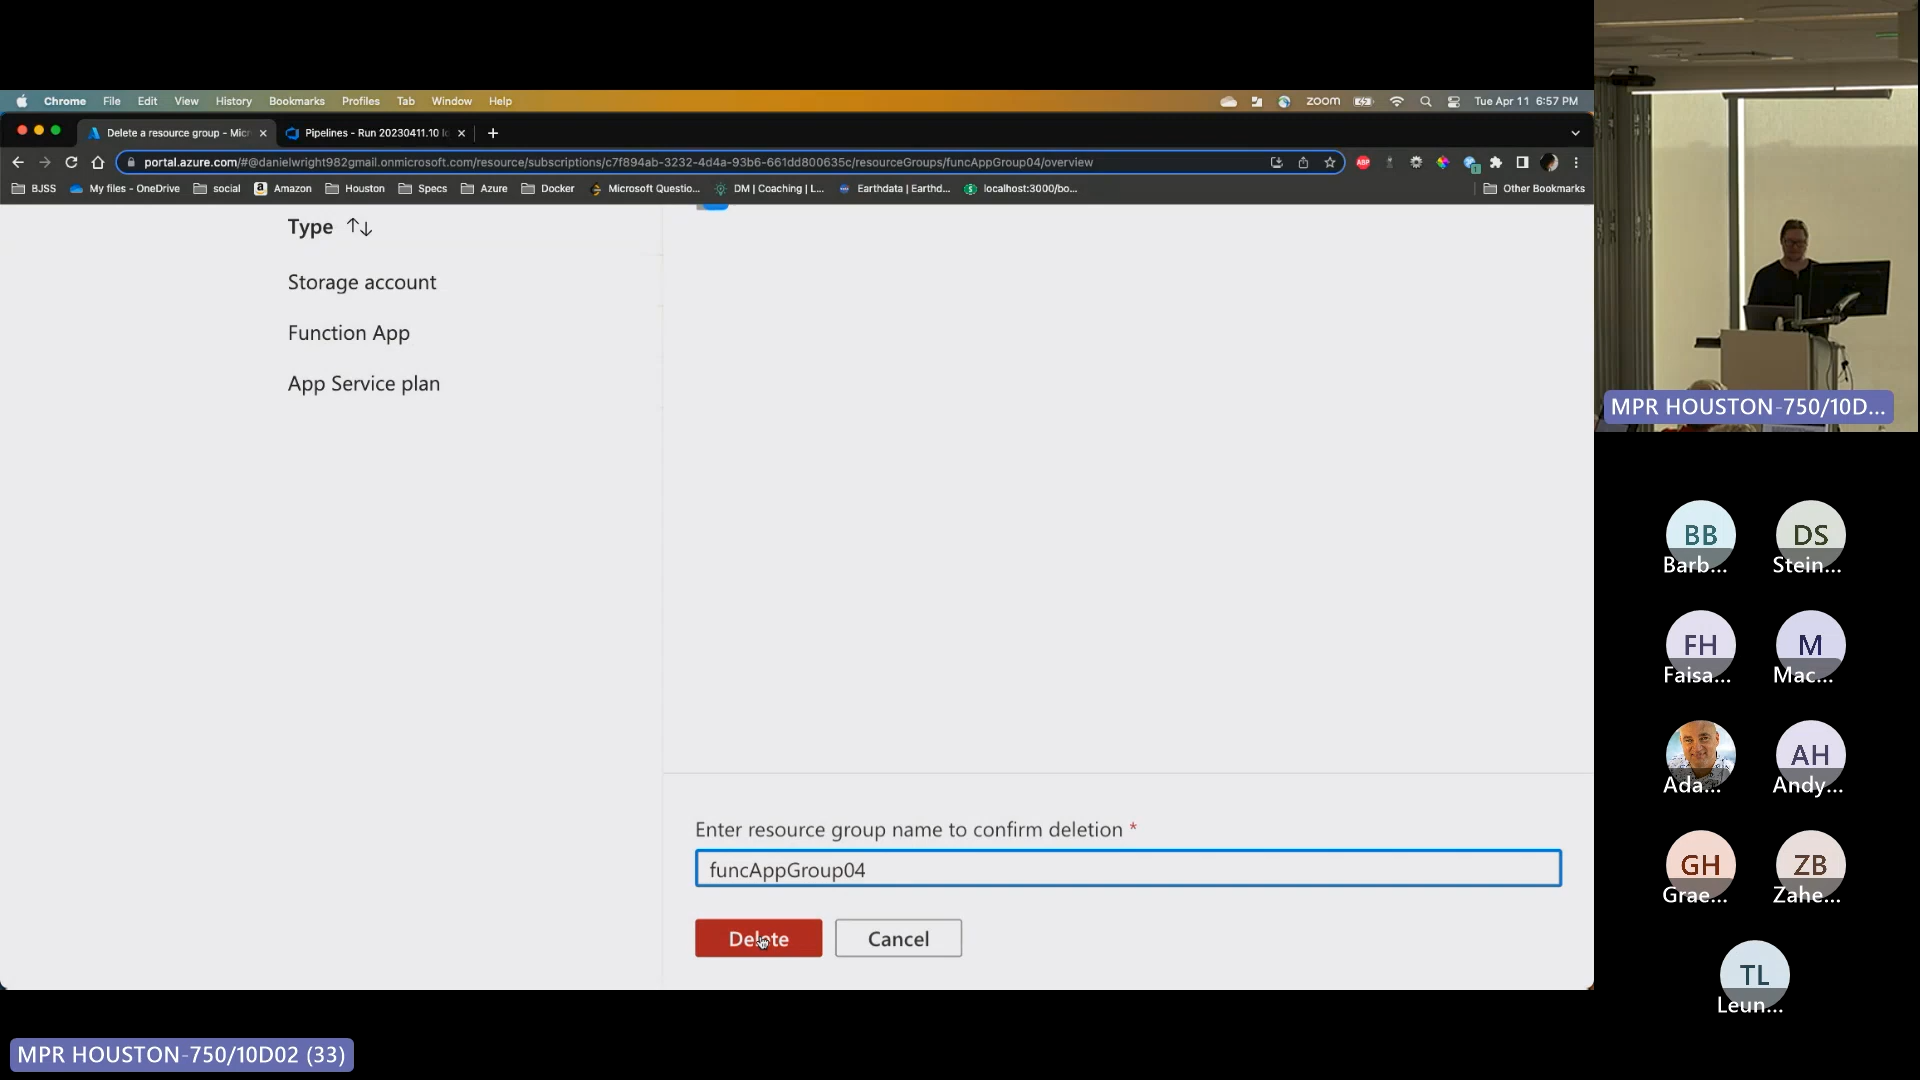 Chrome File Edit View History Bookmarks Profiles Tab Window Help
zoom Tue Apr 11 6:57 PM
Delete a resource group - Micr
Pipelines - Run 20230411.10
portal.azure.com/#@danielwright982gmail.onmicrosoft.com/resource/subscriptions/c7f894ab-3232-4d4a-93b6-661dd800635c/resourceGroups/funcAppGroup04/overview
ABP
1
BJSS My files - OneDrive social Amazon Houston Specs Azure Docker Microsoft Questio... DM | Coaching | L... Earthdata | Earthd... localhost:3000/bo... Other Bookmarks
Type
Storage account
Function App
App Service plan
Enter resource group name to confirm deletion *
funcAppGroup04
Delete Cancel
MPR HOUSTON-750/10D...
BB DS
Barb... Stein...
FH M
Faisa... Mac...
AH
Ada... Andy...
GH ZB
Grae... Zahe...
TL
Leun...
MPR HOUSTON-750/10D02 (33)